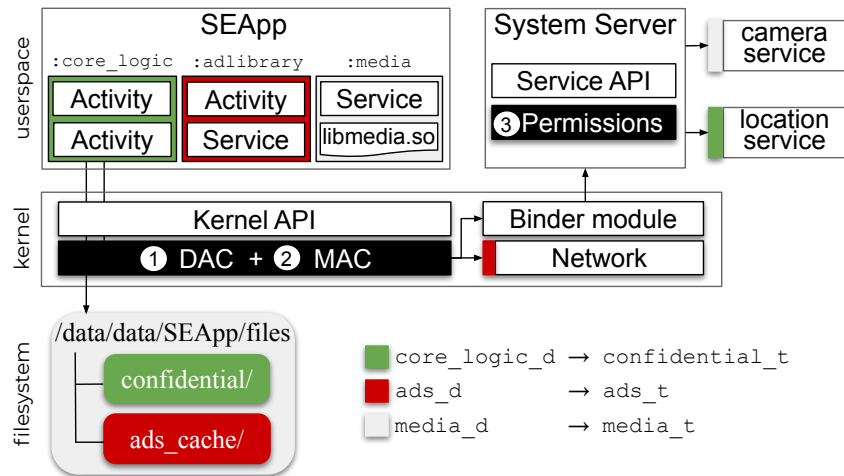 userspace
SEApp
:core_logic
:adlibrary
:media
Activity
Activity
Service
Activity
Service
libmedia.so
System Server
Service API
3 Permissions
camera
service
location
service
kernel
Kernel API
1 DAC + 2 MAC
Binder module
Network
filesystem
/data/data/SEApp/files
confidential/
ads_cache/
core_logic_d → confidential_t
ads_d → ads_t
media_d → media_t